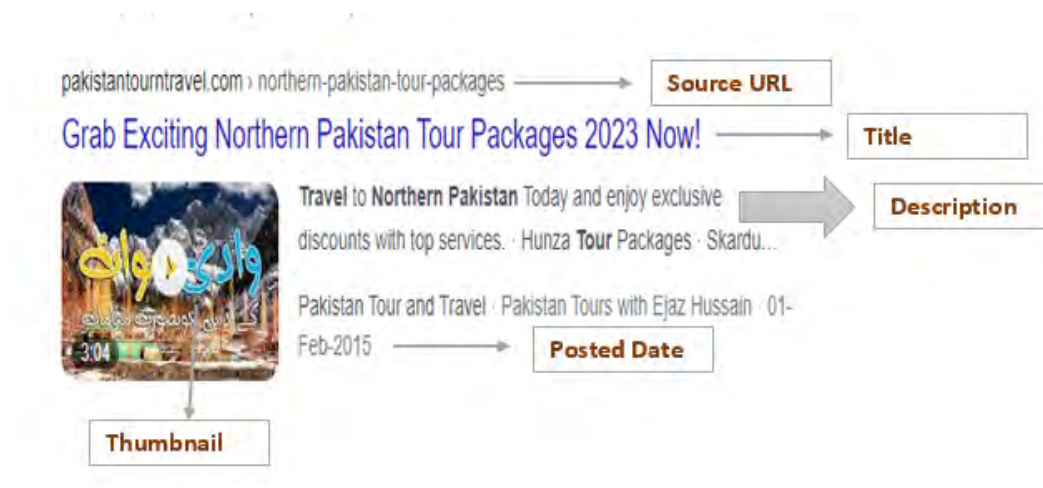 pakistantourntravel.com › northern-pakistan-tour-packages
Source URL
Grab Exciting Northern Pakistan Tour Packages 2023 Now!
Title
Travel to Northern Pakistan Today and enjoy exclusive
discounts with top services. · Hunza Tour Packages · Skardu...
Description
Pakistan Tour and Travel · Pakistan Tours with Ejaz Hussain · 01-
Feb-2015
Posted Date
وادی
کے
3:04
Thumbnail